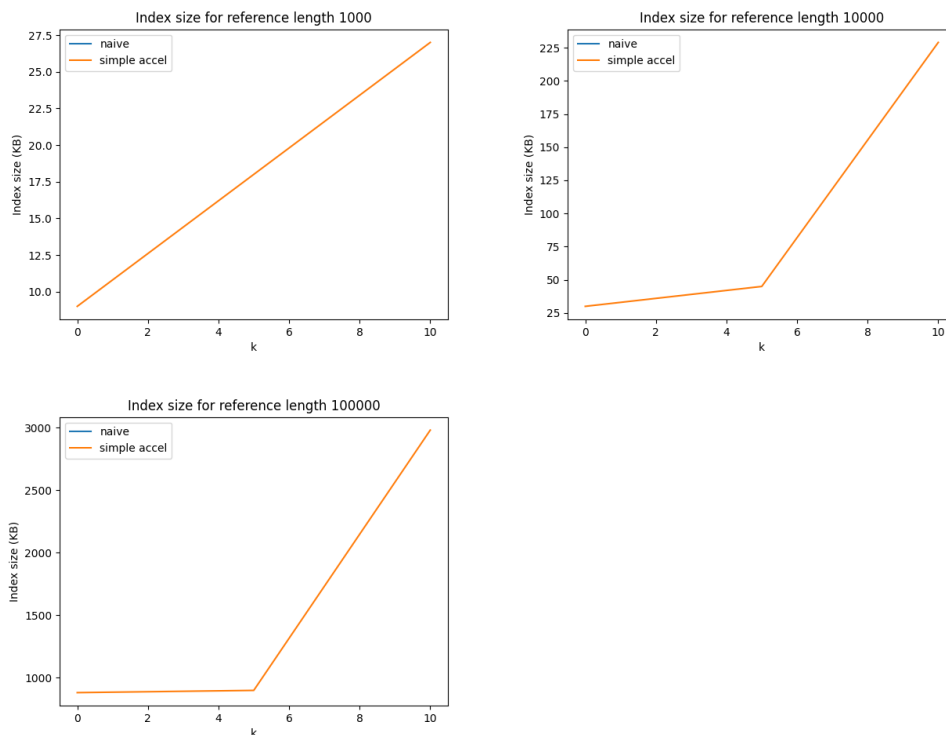 Index size for reference length 1000
27.5
25.0
22.5
20.0
17.5
15.0
12.5
10.0
Index size (KB)
naive
simple accel
0 2 4 6 8 10
k
Index size for reference length 10000
225
200
175
150
125
100
75
50
25
Index size (KB)
naive
simple accel
0 2 4 6 8 10
k
Index size for reference length 100000
3000
2500
2000
1500
1000
Index size (KB)
naive
simple accel
0 2 4 6 8 10
k